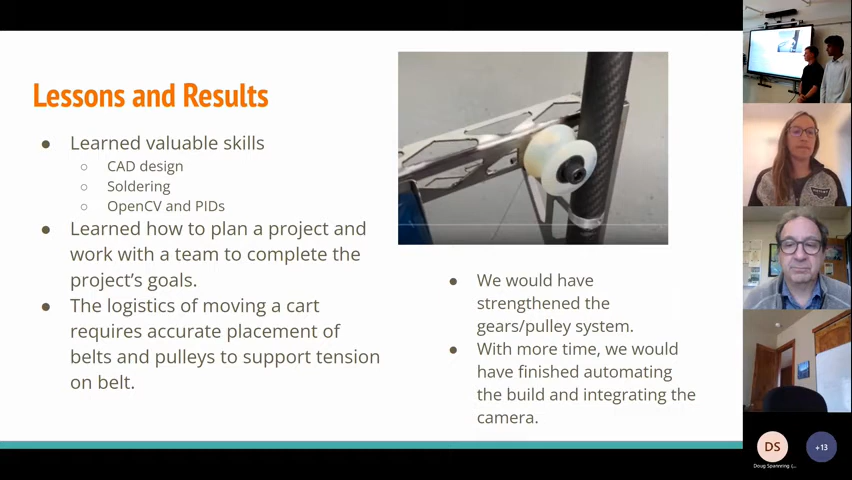 Lessons and Results
● Learned valuable skills
○ CAD design
○ Soldering
○ OpenCV and PIDs
● Learned how to plan a project and
work with a team to complete the
project's goals.
● The logistics of moving a cart
requires accurate placement of
belts and pulleys to support tension
on belt.
● We would have
strengthened the
gears/pulley system.
● With more time, we would
have finished automating
the build and integrating the
camera.
DS
+13
Doug Spanring (...